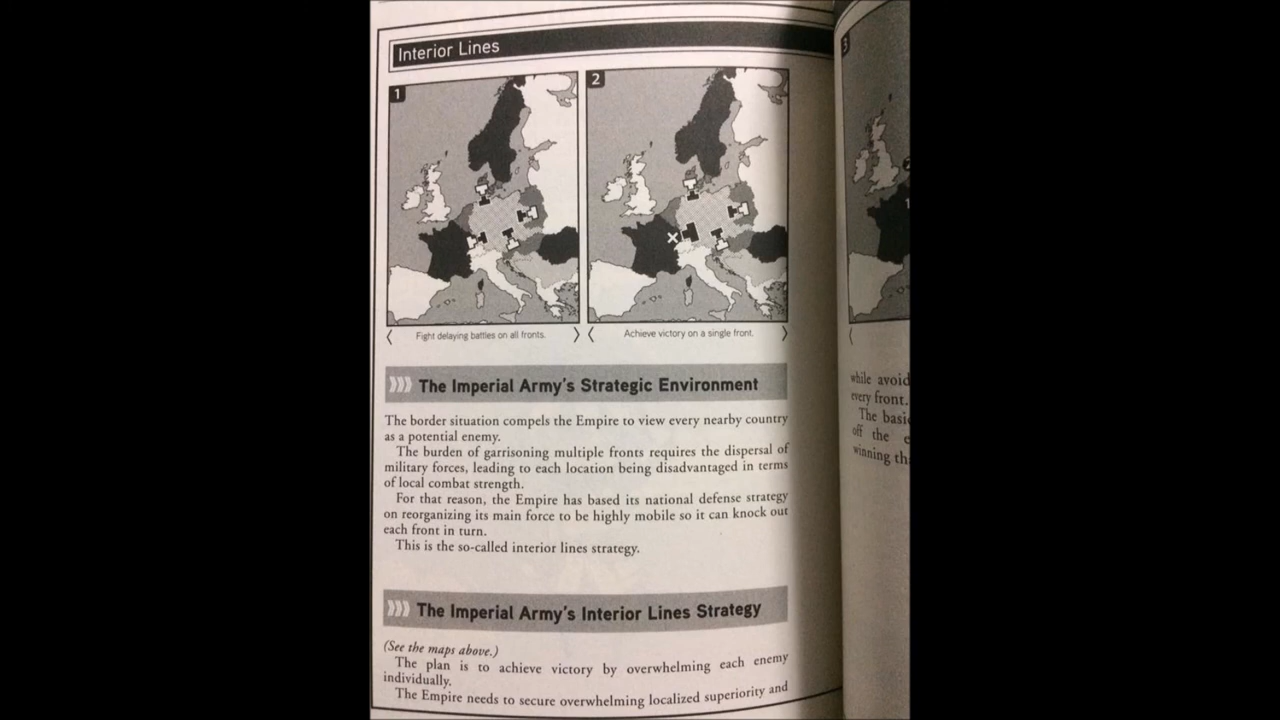 Interior Lines
1
2
3
Fight delaying battles on all fronts.
Achieve victory on a single front.
The Imperial Army's Strategic Environment
The border situation compels the Empire to view every nearby country
as a potential enemy.
The burden of garrisoning multiple fronts requires the dispersal of
military forces, leading to each location being disadvantaged in terms
of local combat strength.
For that reason, the Empire has based its national defense strategy
on reorganizing its main force to be highly mobile so it can knock out
each front in turn.
This is the so-called interior lines strategy.
The Imperial Army's Interior Lines Strategy
(See the maps above.)
The plan is to achieve victory by overwhelming each enemy
individually.
The Empire needs to secure overwhelming localized superiority and
while avoid
every front.
The basi
off the e
winning th